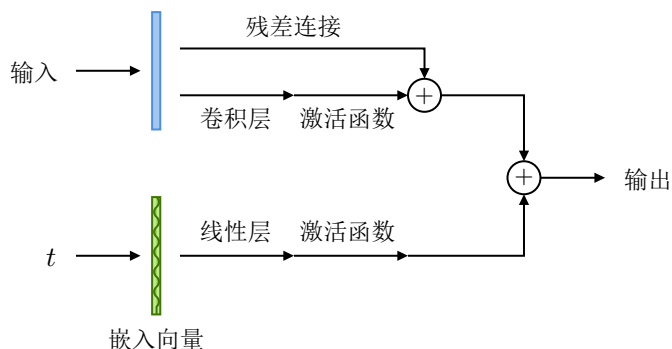 残差连接
输入
卷积层 激活函数
输出
线性层 激活函数
t
嵌入向量